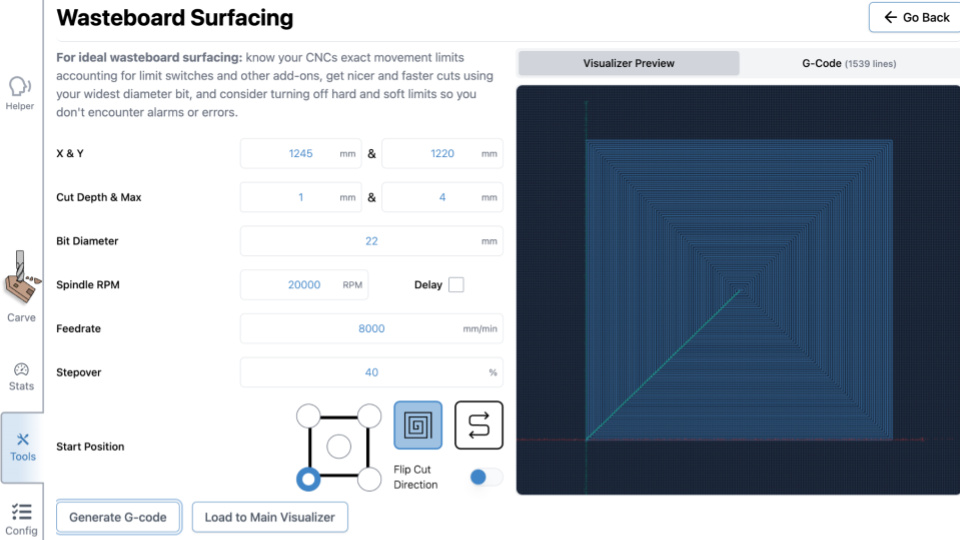 Wasteboard Surfacing
Go Back
For ideal wasteboard surfacing: know your CNCs exact movement limits
accounting for limit switches and other add-ons, get nicer and faster cuts using
your widest diameter bit, and consider turning off hard and soft limits so you
don't encounter alarms or errors.
X & Y 1245 mm & 1220 mm
Cut Depth & Max 1 mm & 4 mm
Bit Diameter 22 mm
Spindle RPM 20000 RPM Delay
Feedrate 8000 mm/min
Stepover 40 %
Start Position
Flip Cut
Direction
Generate G-code Load to Main Visualizer
Visualizer Preview G-Code (1539 lines)
Helper
Carve
Stats
Tools
Config